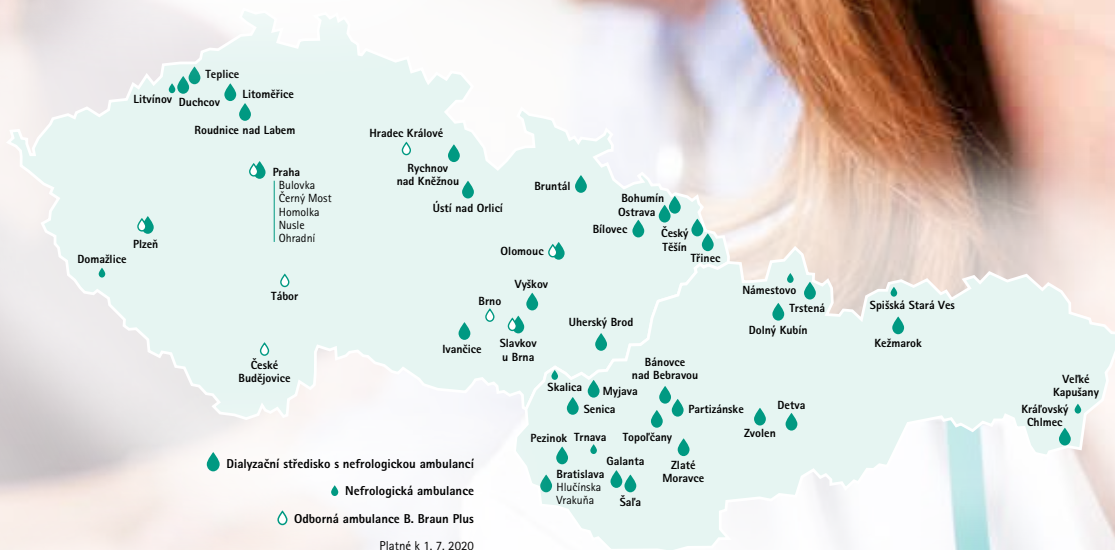 Teplice
Litvínov
Duchcov
Litoměřice
Roudnice nad Labem
Hradec Králové
Rychnov
nad Kněžnou
Ústí nad Orlicí
Praha
Bulovka
Černý Most
Homolka
Nusle
Ohradní
Plzeň
Domažlice
Tábor
České
Budějovice
Bruntál
Bohumín
Ostrava
Bílovec
Český
Těšín
Třinec
Olomouc
Vyškov
Brno
Ivančice
Slavkov
u Brna
Uherský Brod
Námestovo
Trstená
Dolný Kubín
Spišská Stará Ves
Kežmarok
Bánovce
nad Bebravou
Skalica
Myjava
Senica
Partizánske
Topoľčany
Zvolen
Detva
Veľké
Kapušany
Kráľovský
Chlmec
Pezinok
Trnava
Galanta
Zlaté
Moravce
Bratislava
Hlučínska
Vrakuňa
Šaľa
Dialyzační středisko s nefrologickou ambulancí
Nefrologická ambulance
Odborná ambulance B. Braun Plus
Platné k 1. 7. 2020